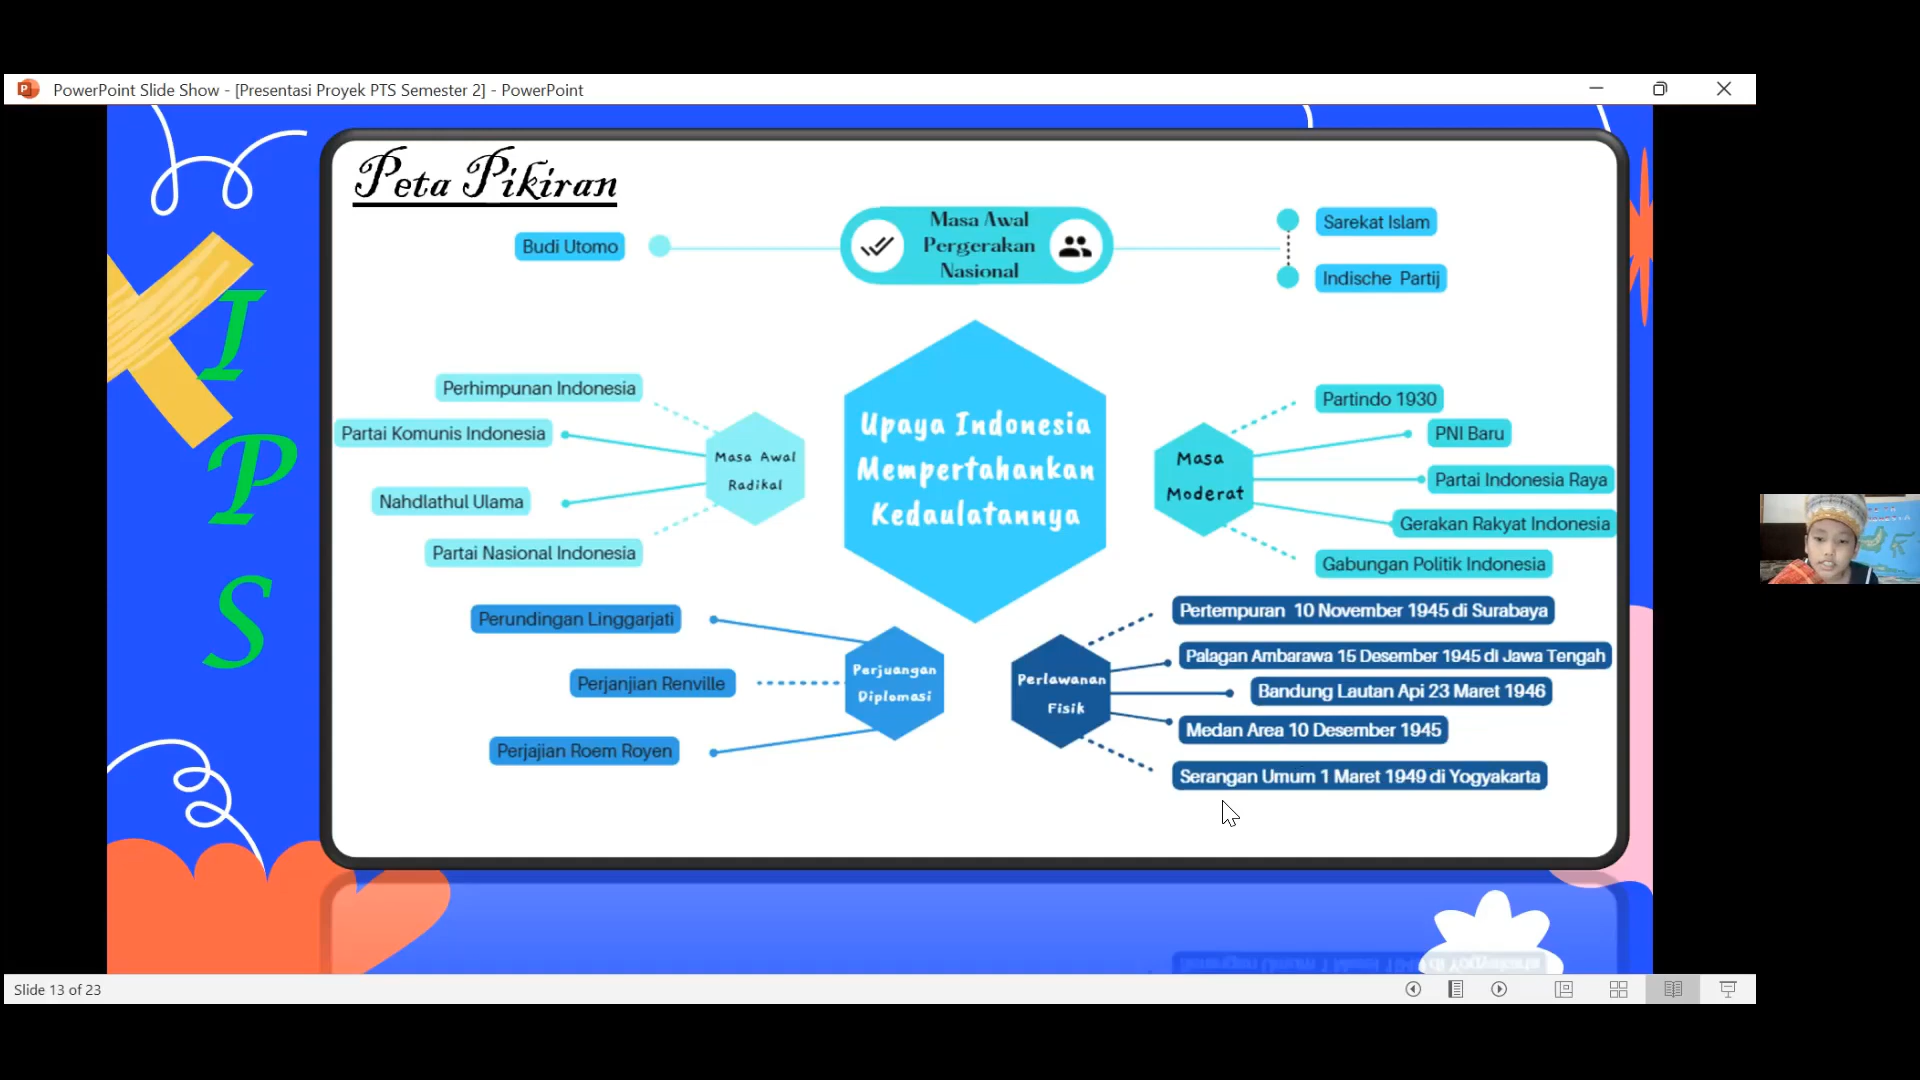 PowerPoint Slide Show - [Presentasi Proyek PTS Semester 2] - PowerPoint
Peta Pikiran
I
P
S
Masa Awal
Pergerakan
Nasional
Budi Utomo
Sarekat Islam
Indische Partij
Upaya Indonesia
Mempertahankan
Kedaulatannya
Masa Awal
Radikal
Perhimpunan Indonesia
Partai Komunis Indonesia
Nahdlathul Ulama
Partai Nasional Indonesia
Masa
Moderat
Partindo 1930
PNI Baru
Partai Indonesia Raya
Gerakan Rakyat Indonesia
Gabungan Politik Indonesia
Perjuangan
Diplomasi
Perundingan Linggarjati
Perjanjian Renville
Perjajian Roem Royen
Perlawanan
Fisik
Pertempuran 10 November 1945 di Surabaya
Palagan Ambarawa 15 Desember 1945 di Jawa Tengah
Bandung Lautan Api 23 Maret 1946
Medan Area 10 Desember 1945
Serangan Umum 1 Maret 1949 di Yogyakarta
Slide 13 of 23